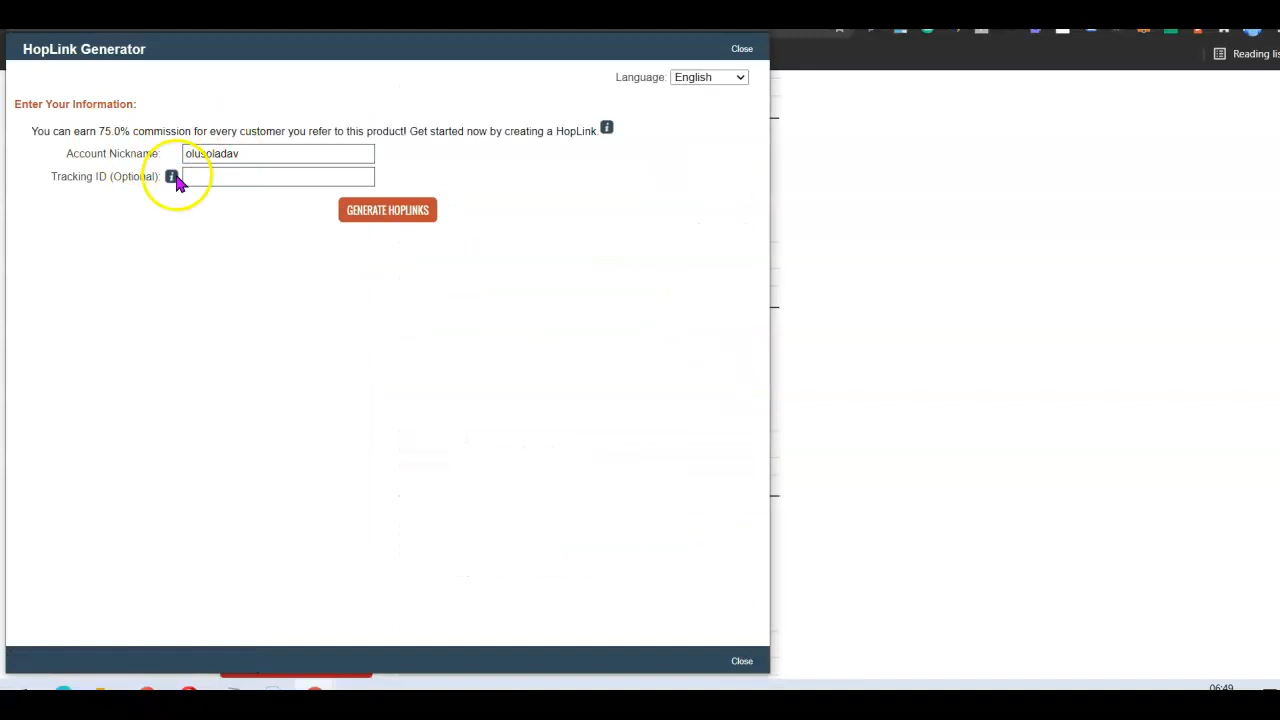 HopLink Generator
Close
Reading lis
Language: English
Enter Your Information:
You can earn 75.0% commission for every customer you refer to this product! Get started now by creating a HopLink.
Account Nickname: olusoladav
Tracking ID (Optional):
GENERATE HOPLINKS
Close
06:49